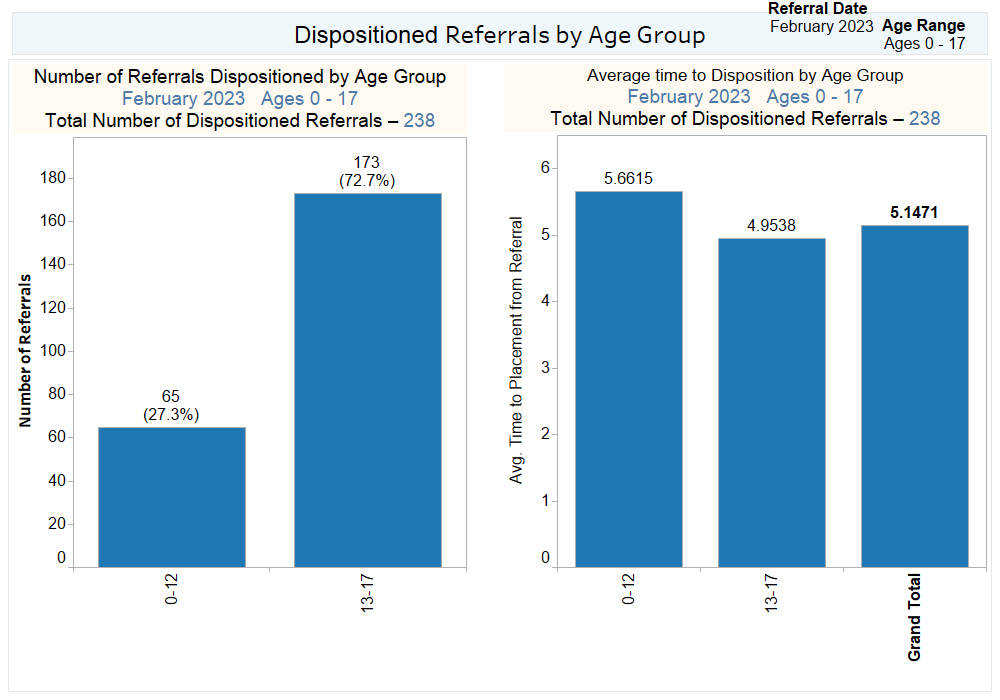 Dispositioned Referrals by Age Group
Referral Date
February 2023
Age Range
Ages 0 - 17
Number of Referrals Dispositioned by Age Group
February 2023   Ages 0 - 17
Total Number of Dispositioned Referrals – 238
Number of Referrals
180
160
140
120
100
80
60
40
20
0
65
(27.3%)
173
(72.7%)
0-12
13-17
Average time to Disposition by Age Group
February 2023   Ages 0 - 17
Total Number of Dispositioned Referrals – 238
Avg. Time to Placement from Referral
6
5
4
3
2
1
0
5.6615
4.9538
5.1471
0-12
13-17
Grand Total